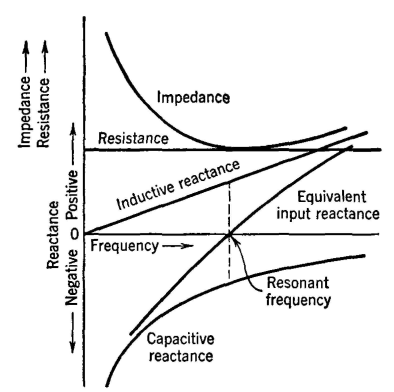 Impedance
Resistance
Reactance
Negative Positive
0
Impedance
Resistance
Inductive reactance
Equivalent
input reactance
Frequency
Resonant
frequency
Capacitive
reactance